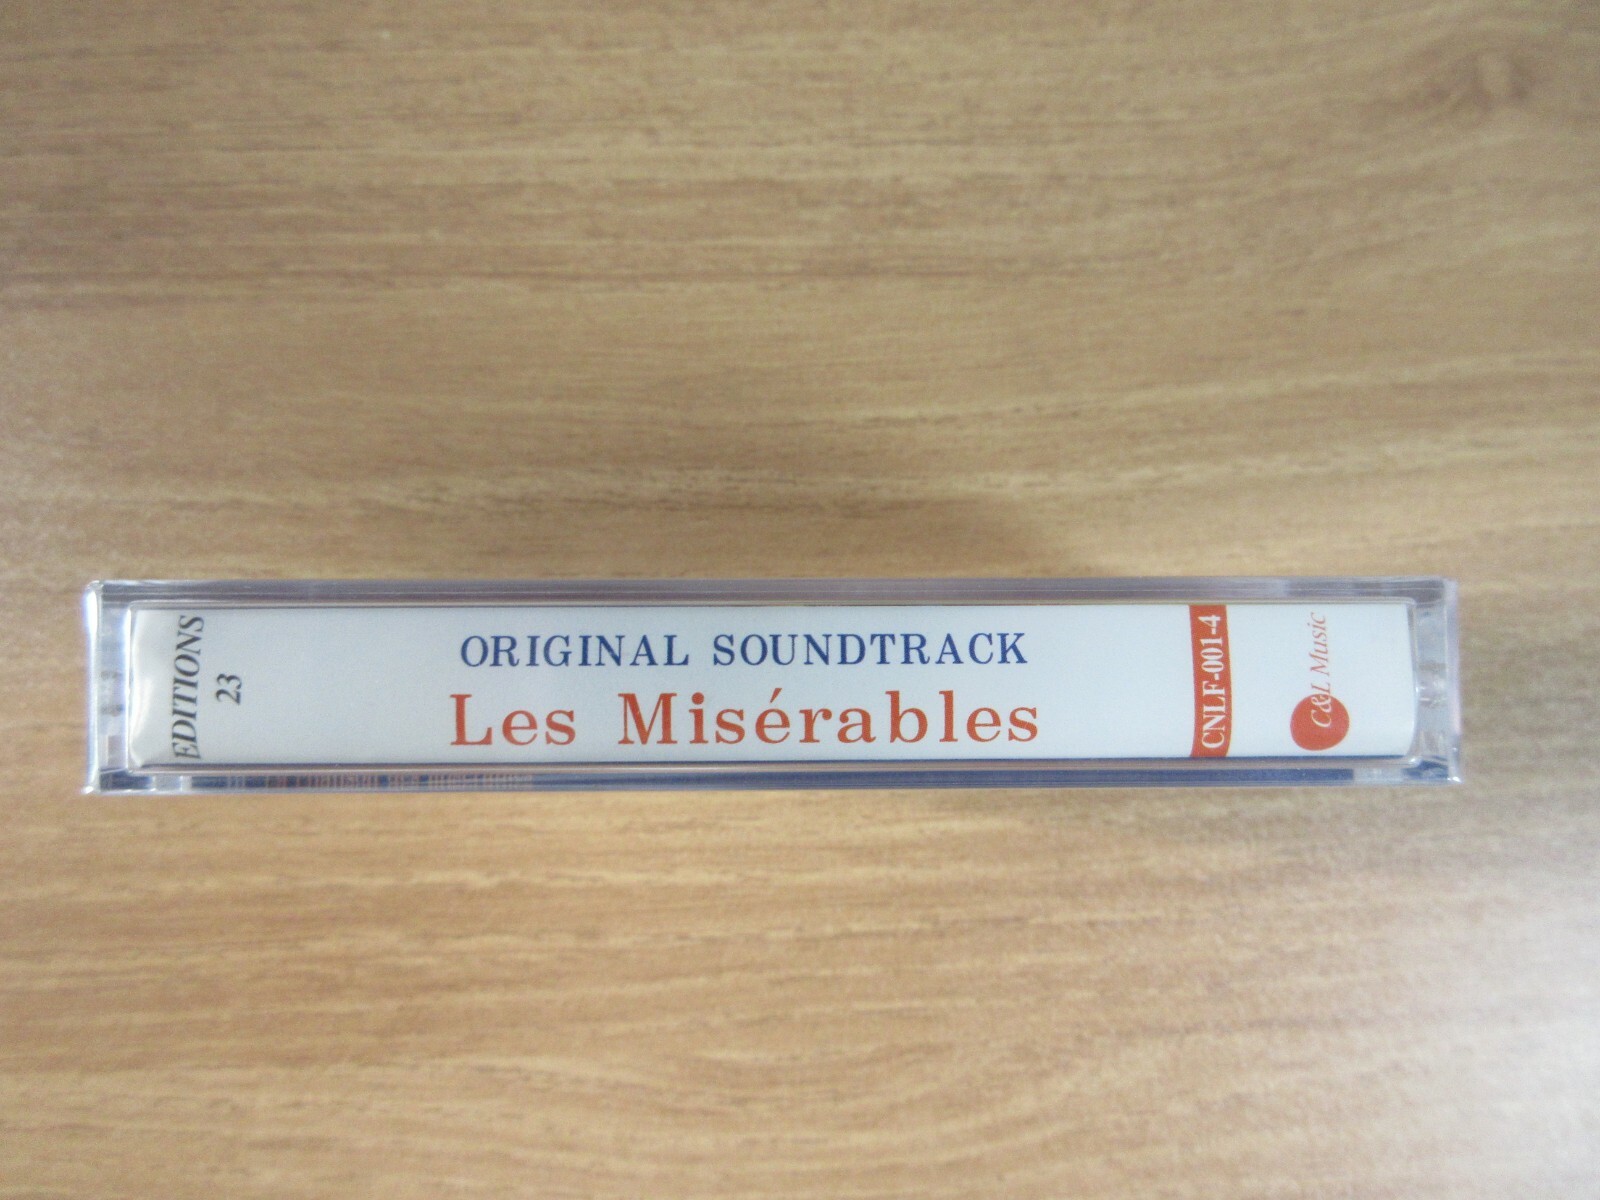 EDITIONS
23
ORIGINAL SOUNDTRACK
Les Misérables
CNLF-001-4
C&L Music